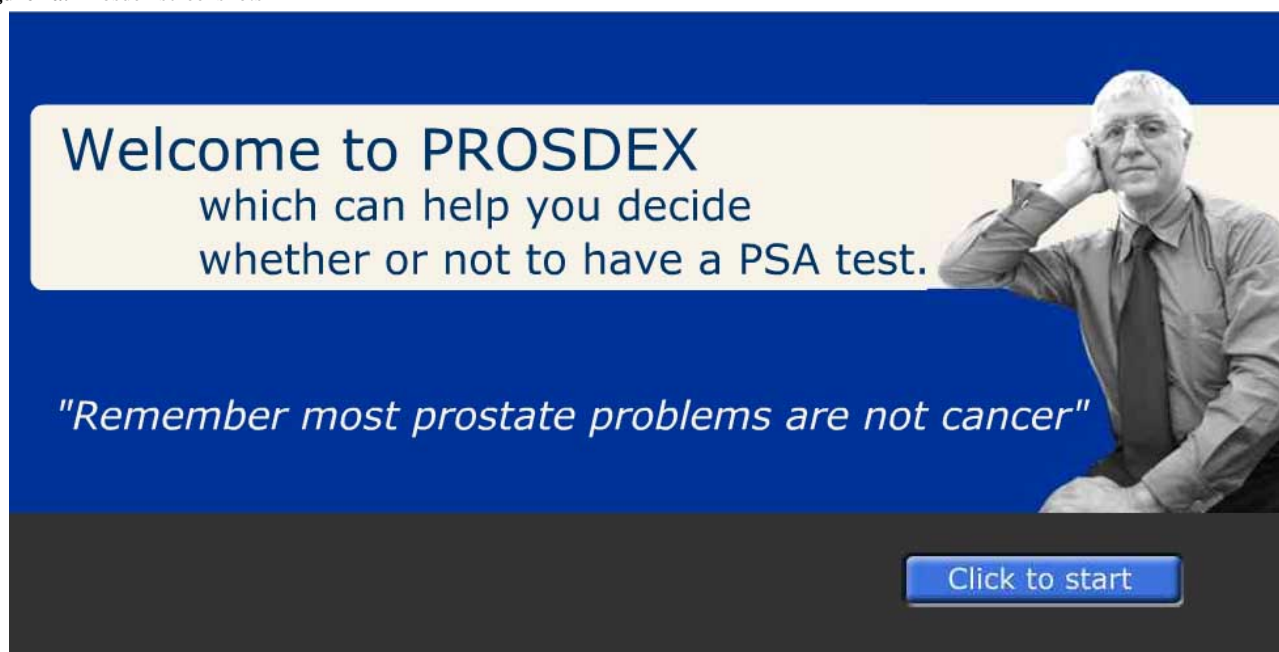 Welcome to PROSDEX
which can help you decide
whether or not to have a PSA test.
"Remember most prostate problems are not cancer"
Click to start